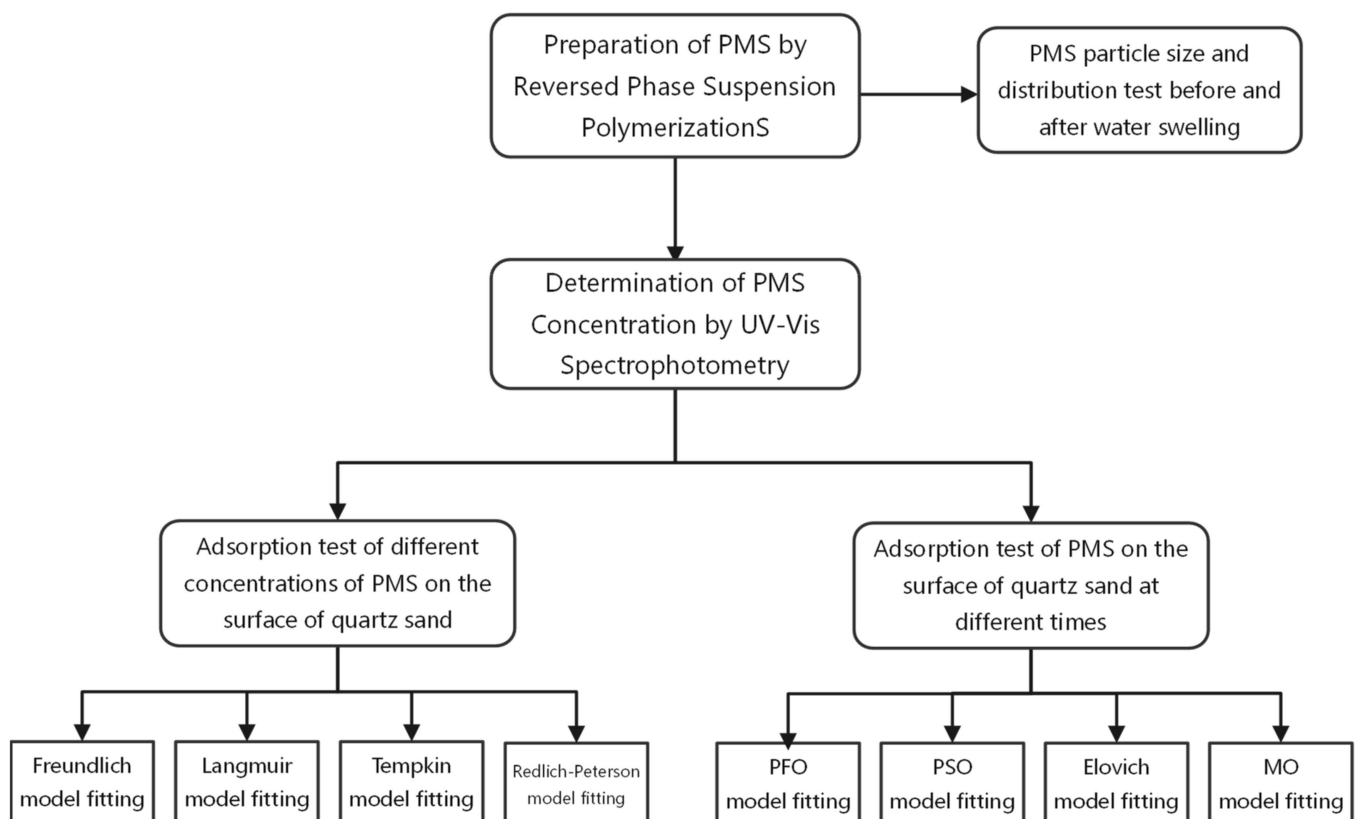 Preparation of PMS by
Reversed Phase Suspension
PolymerizationS
PMS particle size and
distribution test before and
after water swelling
Determination of PMS
Concentration by UV-Vis
Spectrophotometry
Adsorption test of different
concentrations of PMS on the
surface of quartz sand
Adsorption test of PMS on the
surface of quartz sand at
different times
Freundlich
model fitting
Langmuir
model fitting
Tempkin
model fitting
Redlich-Peterson
model fitting
PFO
model fitting
PSO
model fitting
Elovich
model fitting
MO
model fitting